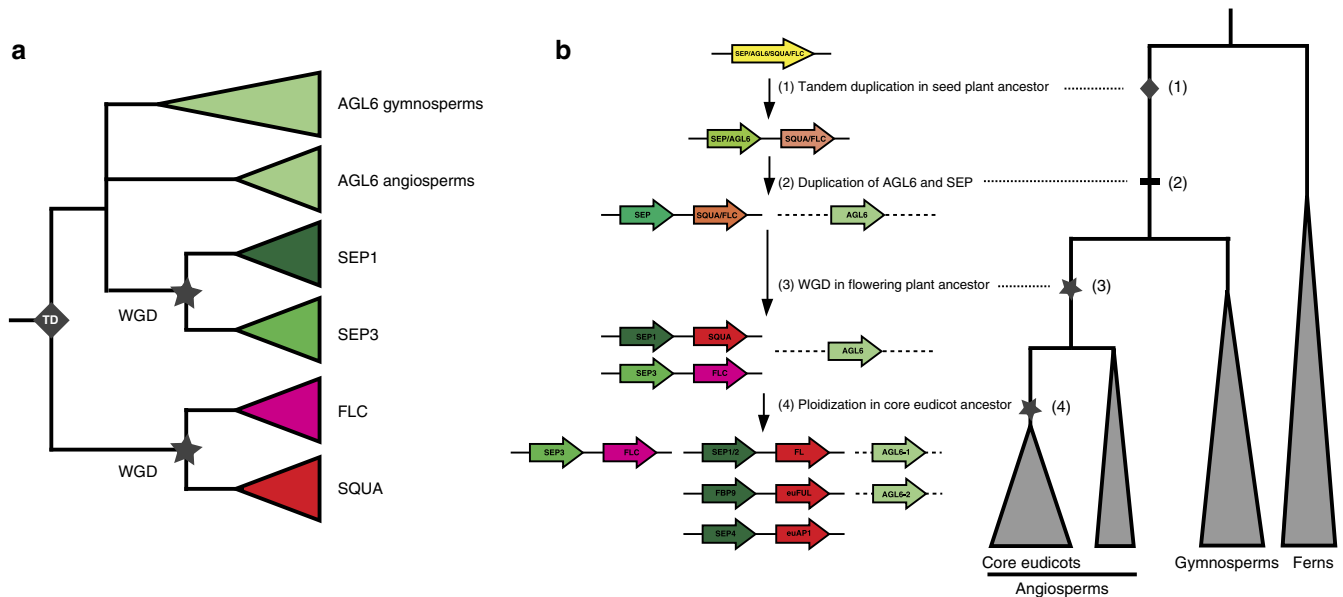 a
AGL6 gymnosperms
AGL6 angiosperms
SEP1
SEP3
FLC
SQUA
TD
WGD
WGD
b
SEP/AGL6/SQUA/FLC
(1) Tandem duplication in seed plant ancestor
SEP/AGL6 SQUA/FLC
(2) Duplication of AGL6 and SEP
SEP SQUA/FLC AGL6
(3) WGD in flowering plant ancestor
SEP1 SQUA AGL6
SEP3 FLC
(4) Ploidization in core eudicot ancestor
SEP3 FLC SEP1/2 FL AGL6-1
FBP9 euFUL AGL6-2
SEP4 euAP1
(1)
(2)
(3)
(4)
Core eudicots
Angiosperms
Gymnosperms
Ferns